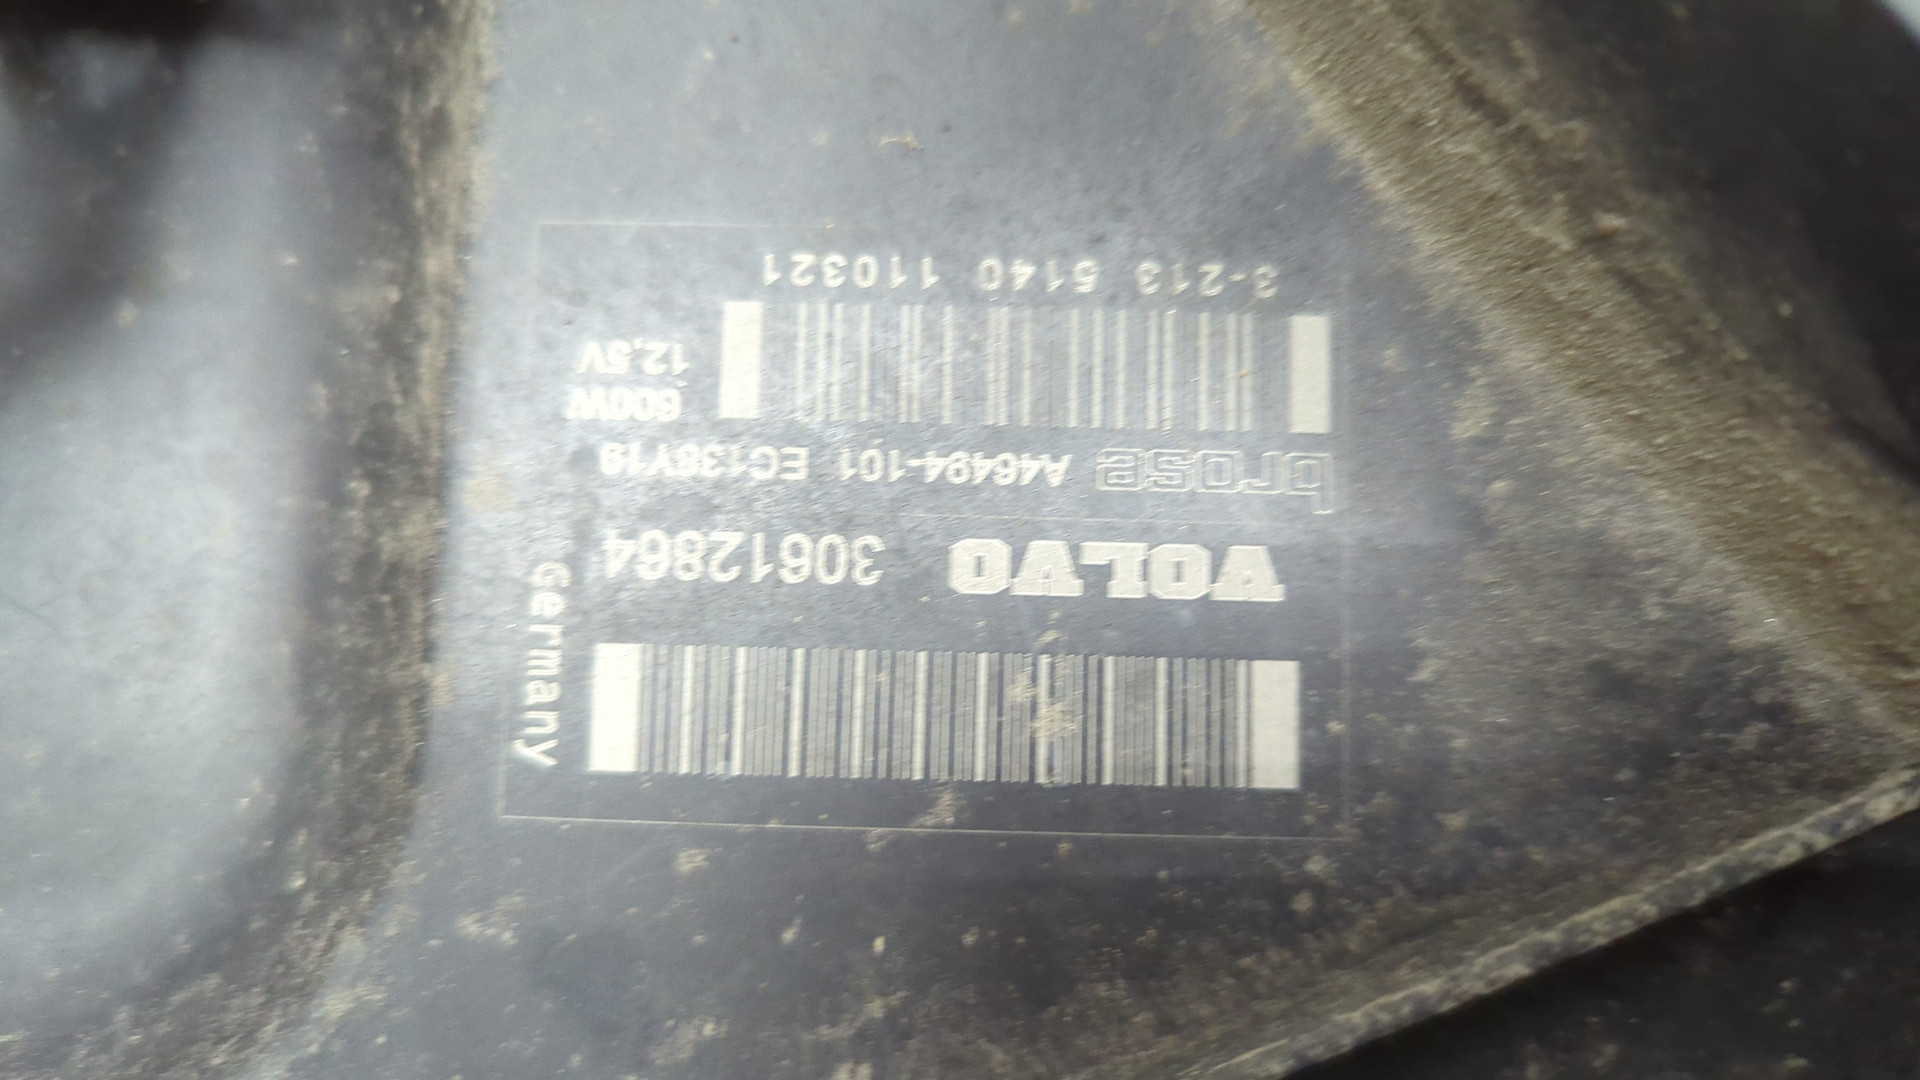 VOLVO 30612864
Germany
brose A46494-101 EC138Y19
600W
12,5V
3-213 5140 110321